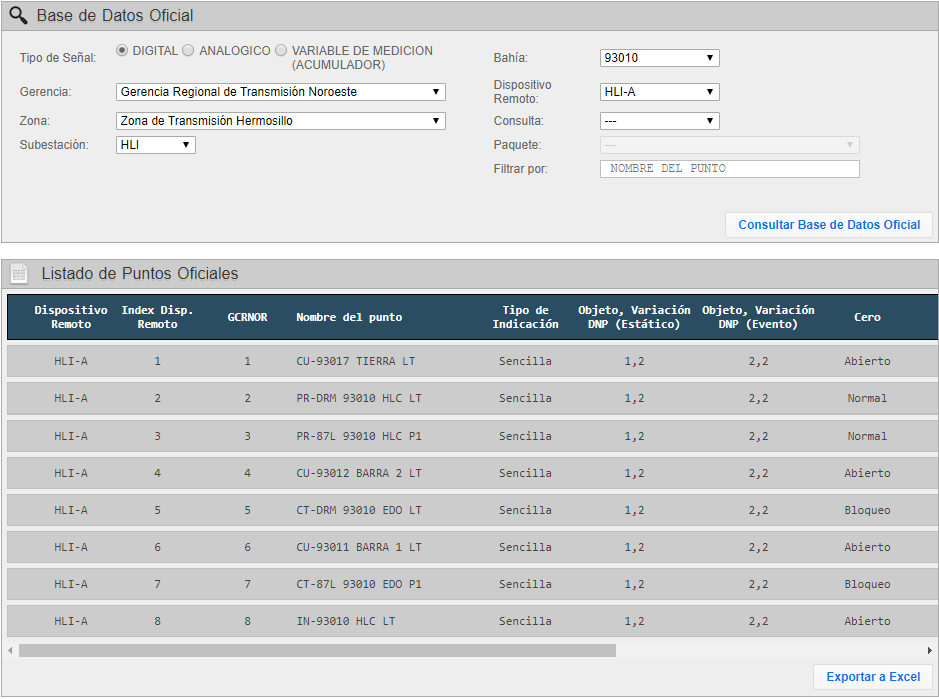 Base de Datos Oficial
Tipo de Señal: DIGITAL ANALOGICO VARIABLE DE MEDICION
(ACUMULADOR)
Gerencia: Gerencia Regional de Transmisión Noroeste
Zona: Zona de Transmisión Hermosillo
Subestación: HLI
Bahía: 93010
Dispositivo
Remoto: HLI-A
Consulta: ---
Paquete: ---
Filtrar por: NOMBRE DEL PUNTO
Consultar Base de Datos Oficial
Listado de Puntos Oficiales
Dispositivo Index Disp. GCRNOR Nombre del punto Tipo de Objeto, Variación Objeto, Variación Cero
Remoto Remoto Indicación DNP (Estático) DNP (Evento)
HLI-A 1 1 CU-93017 TIERRA LT Sencilla 1,2 2,2 Abierto
HLI-A 2 2 PR-DRM 93010 HLC LT Sencilla 1,2 2,2 Normal
HLI-A 3 3 PR-87L 93010 HLC P1 Sencilla 1,2 2,2 Normal
HLI-A 4 4 CU-93012 BARRA 2 LT Sencilla 1,2 2,2 Abierto
HLI-A 5 5 CT-DRM 93010 EDO LT Sencilla 1,2 2,2 Bloqueo
HLI-A 6 6 CU-93011 BARRA 1 LT Sencilla 1,2 2,2 Abierto
HLI-A 7 7 CT-87L 93010 EDO P1 Sencilla 1,2 2,2 Bloqueo
HLI-A 8 8 IN-93010 HLC LT Sencilla 1,2 2,2 Abierto
Exportar a Excel